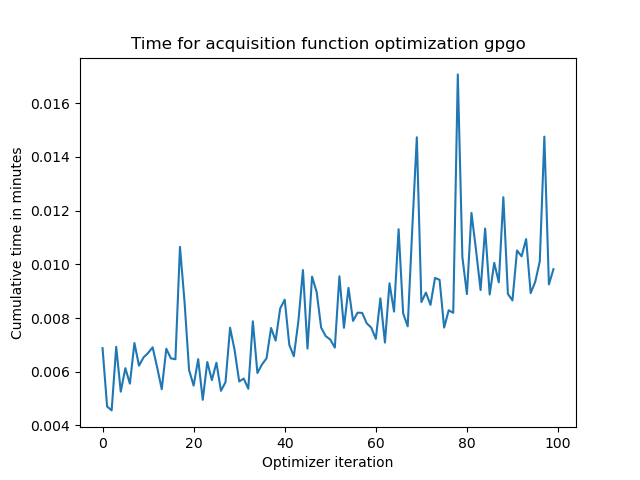 Time for acquisition function optimization gpgo
Cumulative time in minutes
0.016
0.014
0.012
0.010
0.008
0.006
0.004
0 20 40 60 80 100
Optimizer iteration